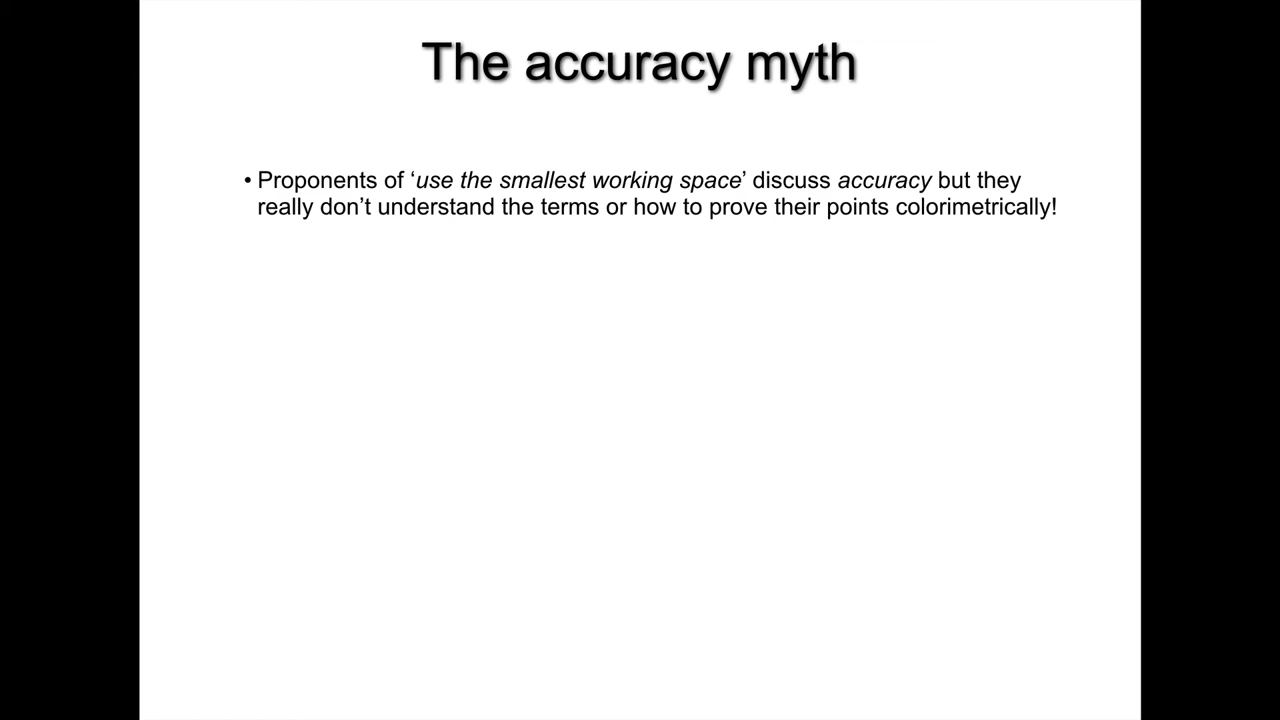 The accuracy myth
• Proponents of ‘use the smallest working space’ discuss accuracy but they
really don’t understand the terms or how to prove their points colorimetrically!